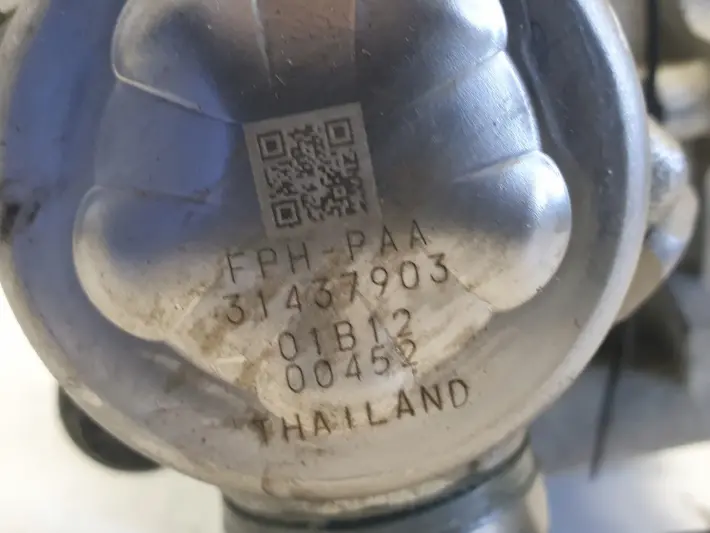 FPH-PAA
31437903
01B12
00452
THAILAND